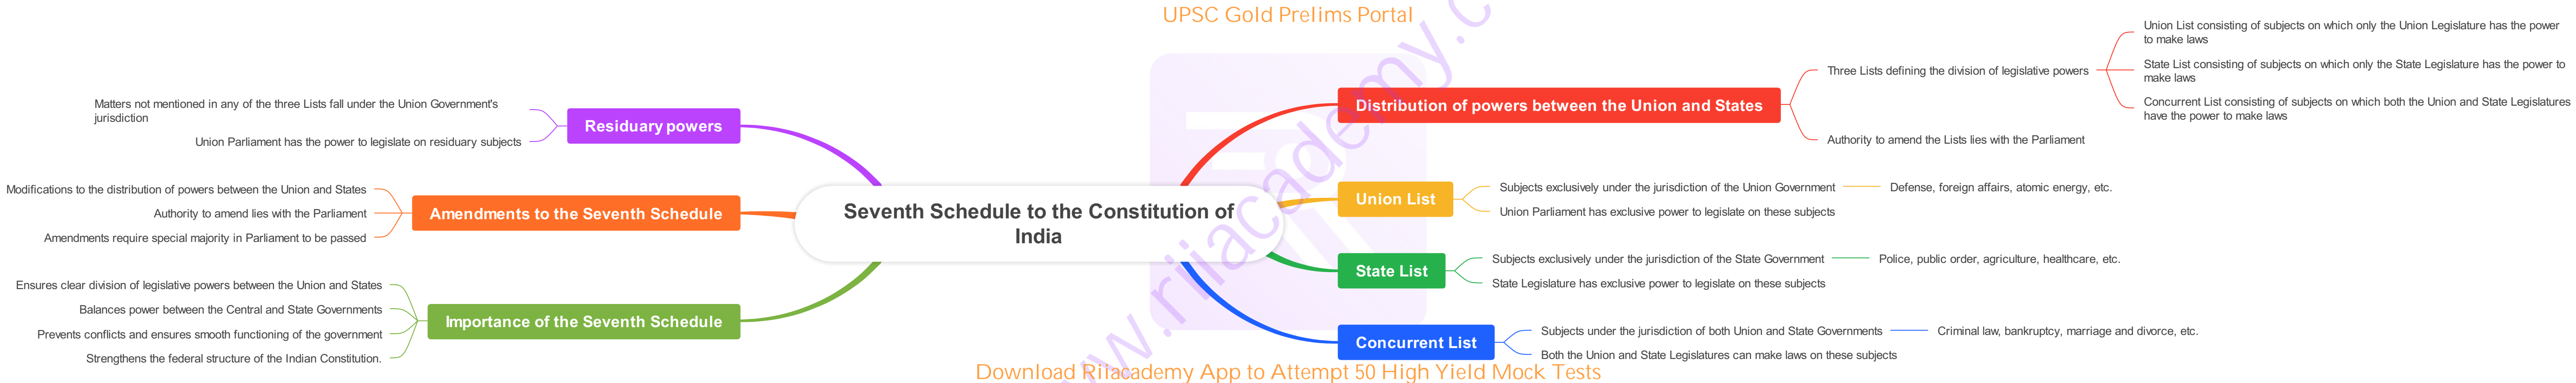 UPSC Gold Prelims Portal
Seventh Schedule to the Constitution of
India
Distribution of powers between the Union and States
Three Lists defining the division of legislative powers
Union List consisting of subjects on which only the Union Legislature has the power
to make laws
State List consisting of subjects on which only the State Legislature has the power to
make laws
Concurrent List consisting of subjects on which both the Union and State Legislatures
have the power to make laws
Authority to amend the Lists lies with the Parliament
Union List
Subjects exclusively under the jurisdiction of the Union Government
Defense, foreign affairs, atomic energy, etc.
Union Parliament has exclusive power to legislate on these subjects
State List
Subjects exclusively under the jurisdiction of the State Government
Police, public order, agriculture, healthcare, etc.
State Legislature has exclusive power to legislate on these subjects
Concurrent List
Subjects under the jurisdiction of both Union and State Governments
Criminal law, bankruptcy, marriage and divorce, etc.
Both the Union and State Legislatures can make laws on these subjects
Residuary powers
Matters not mentioned in any of the three Lists fall under the Union Government's
jurisdiction
Union Parliament has the power to legislate on residuary subjects
Amendments to the Seventh Schedule
Modifications to the distribution of powers between the Union and States
Authority to amend lies with the Parliament
Amendments require special majority in Parliament to be passed
Importance of the Seventh Schedule
Ensures clear division of legislative powers between the Union and States
Balances power between the Central and State Governments
Prevents conflicts and ensures smooth functioning of the government
Strengthens the federal structure of the Indian Constitution.
Download Riiacademy App to Attempt 50 High Yield Mock Tests